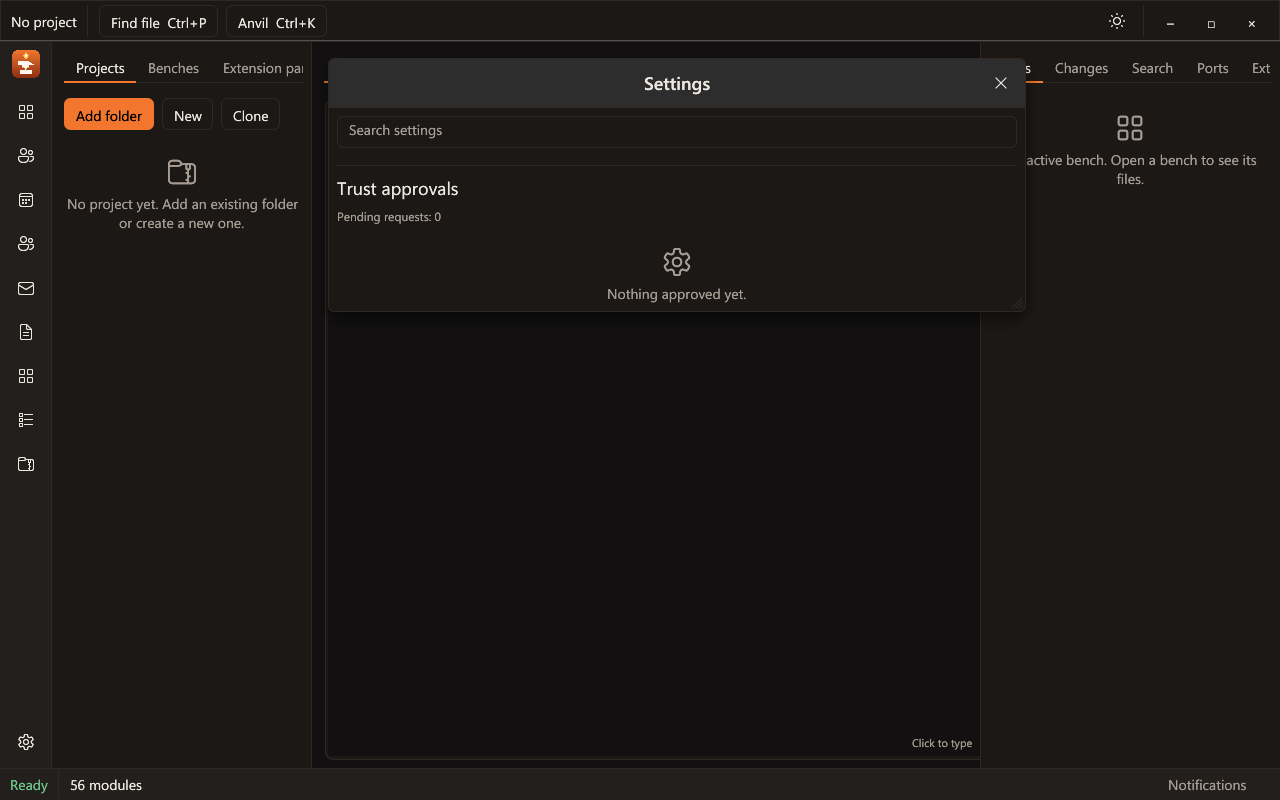 No project
Find file Ctrl+P
Anvil Ctrl+K
Projects
Benches
Extension par
Settings
Changes
Search
Ports
Ext
Add folder
New
Clone
Search settings
No project yet. Add an existing folder
or create a new one.
Trust approvals
Pending requests: 0
Nothing approved yet.
active bench. Open a bench to see its
files.
Click to type
Ready
56 modules
Notifications